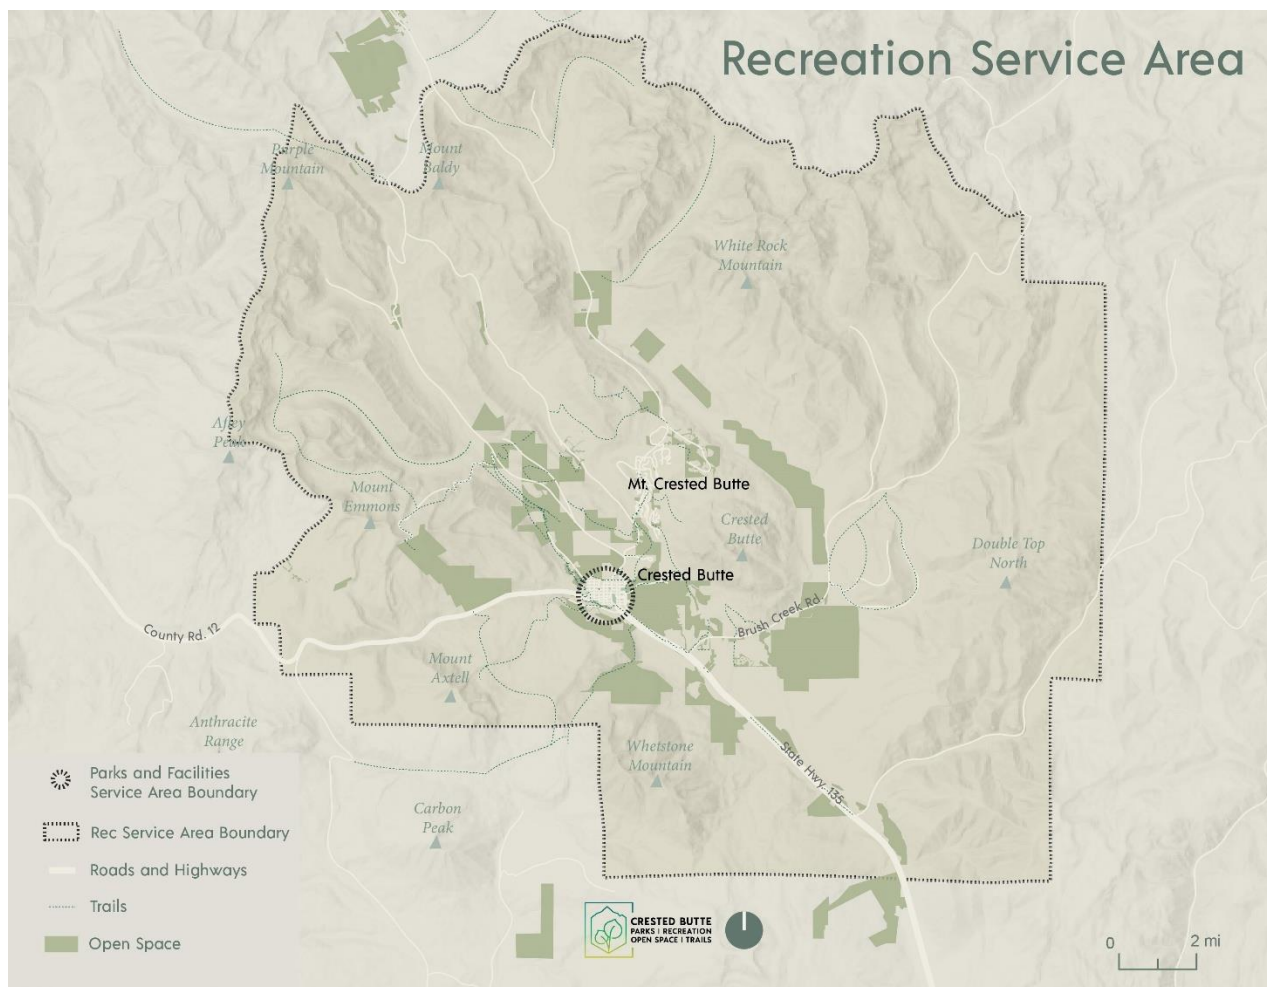 Recreation Service Area
Purple
Mountain
Mount
Baldy
White Rock
Mountain
Afley
Peak
Mount
Emmons
Mt. Crested Butte
Crested
Butte
Double Top
North
Crested Butte
County Rd. 12
Brush Creek Rd.
Mount
Axtell
Anthracite
Range
Whetstone
Mountain
State Hwy. 135
Carbon
Peak
Parks and Facilities
Service Area Boundary
Rec Service Area Boundary
Roads and Highways
Trails
Open Space
CRESTED BUTTE
PARKS | RECREATION
OPEN SPACE | TRAILS
0 2 mi